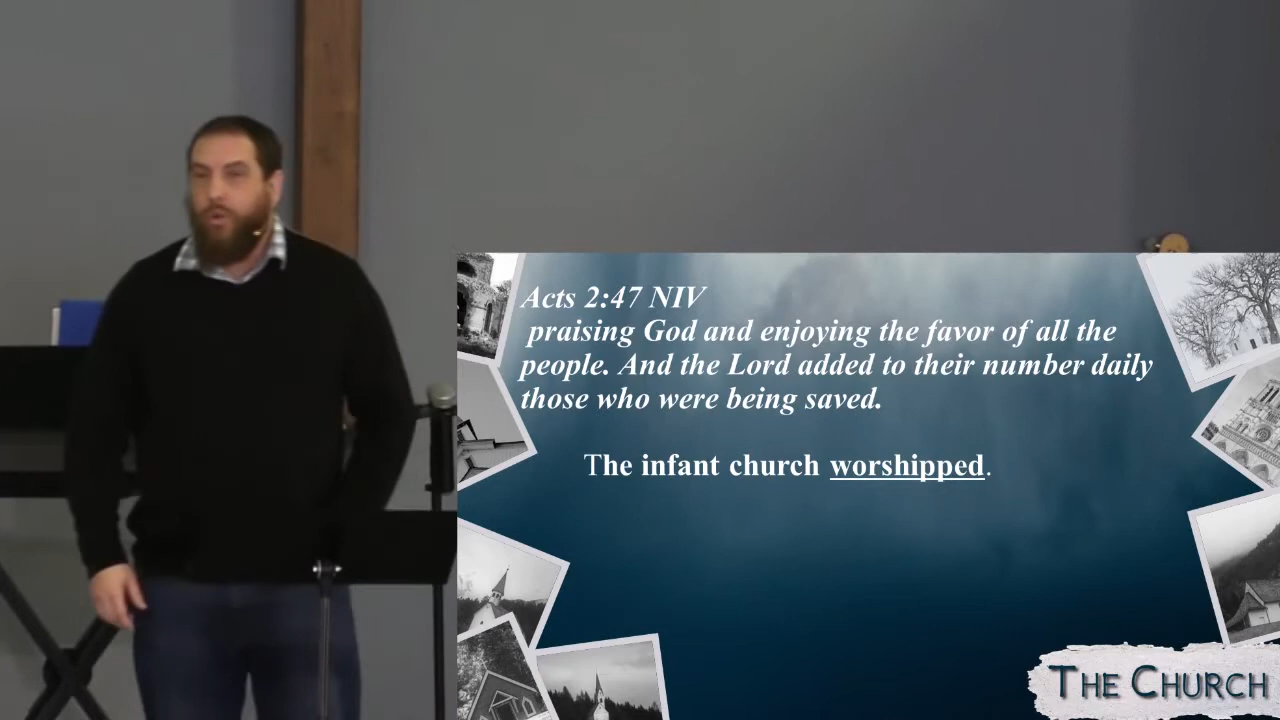 Acts 2:47 NIV
praising God and enjoying the favor of all the
people. And the Lord added to their number daily
those who were being saved.
The infant church worshipped.
THE CHURCH